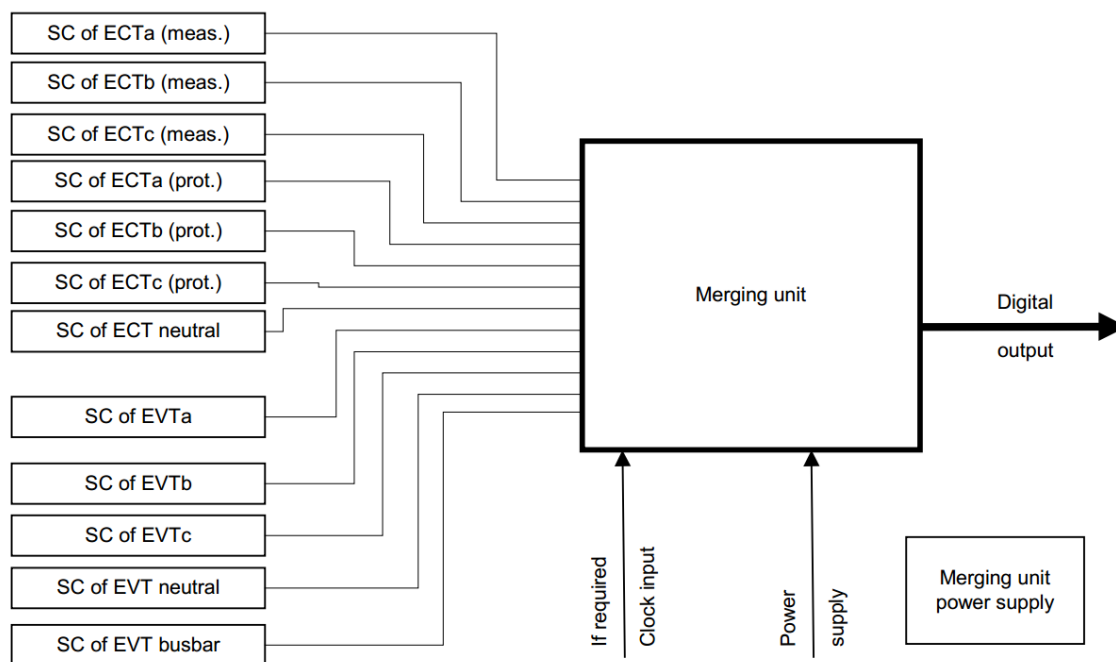 SC of ECTa (meas.)
SC of ECTb (meas.)
SC of ECTc (meas.)
SC of ECTa (prot.)
SC of ECTb (prot.)
SC of ECTc (prot.)
SC of ECT neutral
SC of EVTa
SC of EVTb
SC of EVTc
SC of EVT neutral
SC of EVT busbar
Merging unit
Digital
output
If required
Clock input
Power
supply
Merging unit
power supply